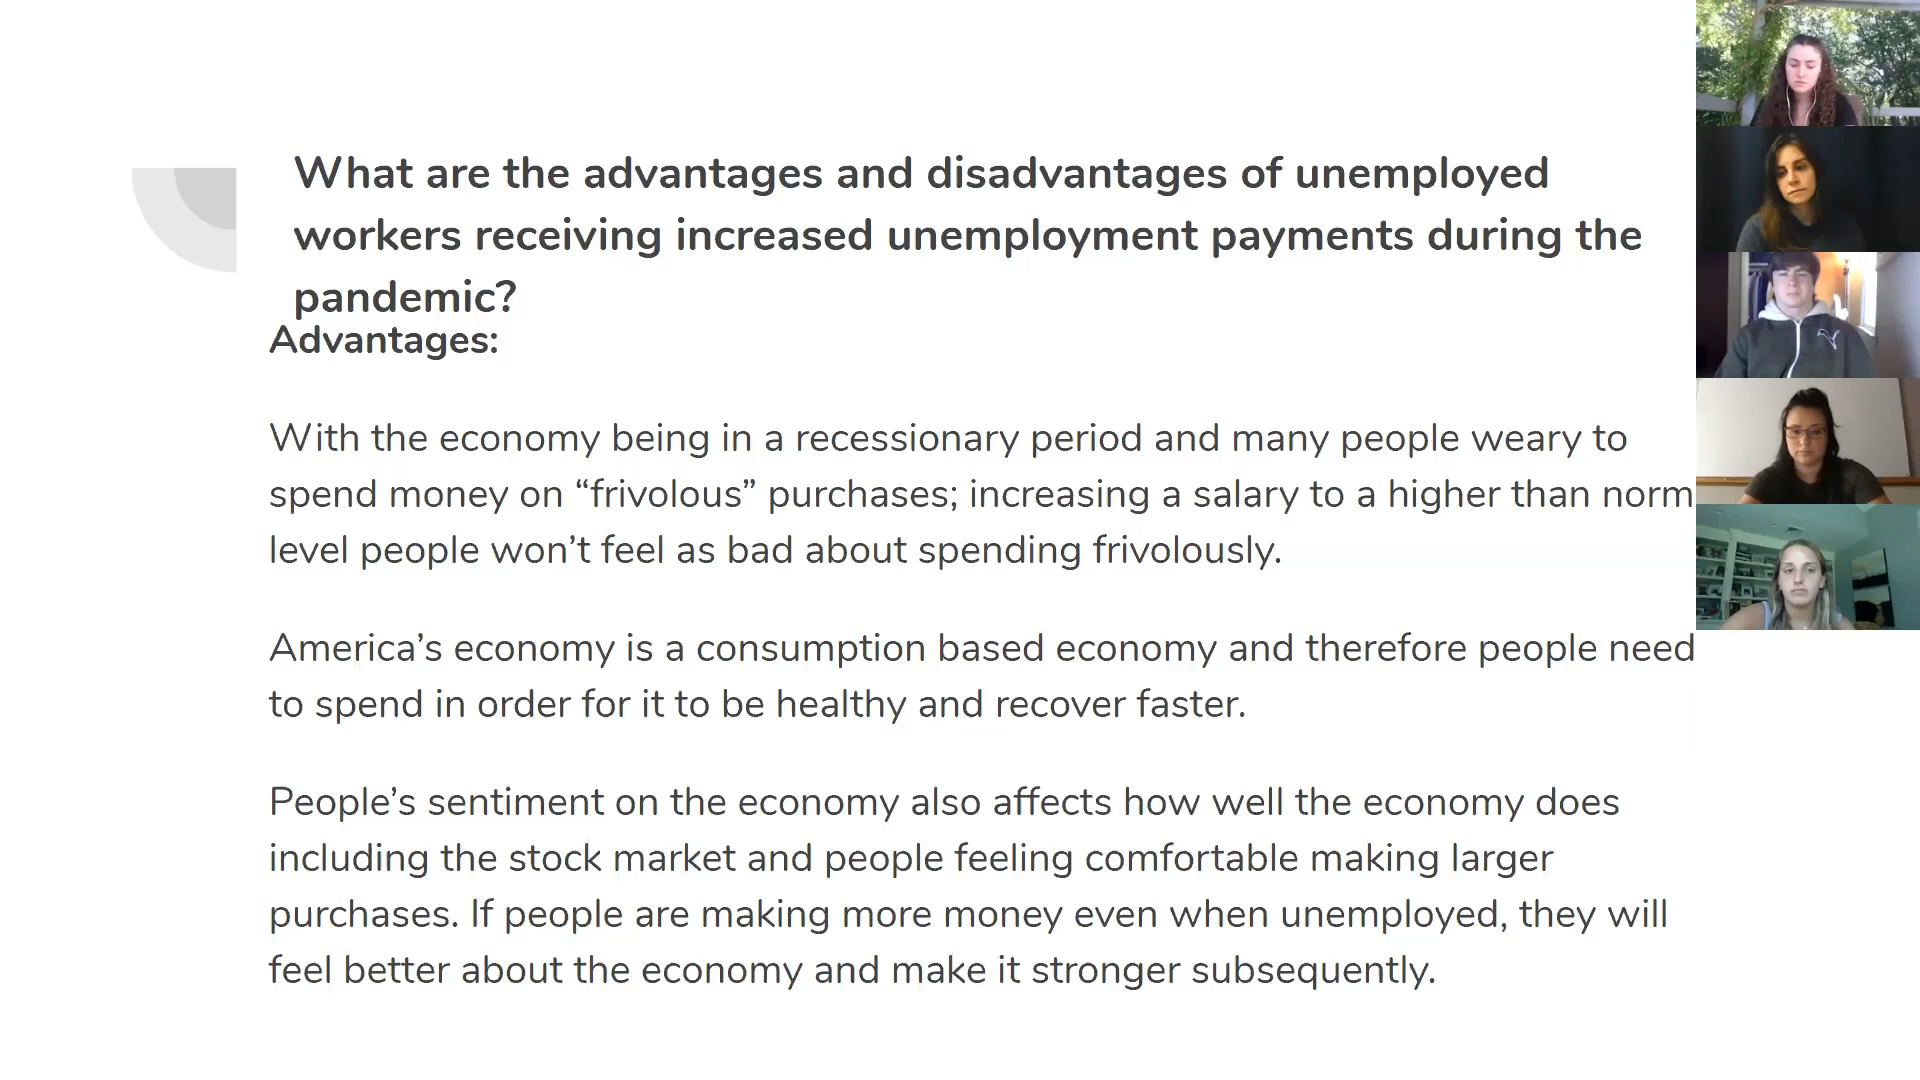 What are the advantages and disadvantages of unemployed
workers receiving increased unemployment payments during the
pandemic?
Advantages:
With the economy being in a recessionary period and many people weary to
spend money on “frivolous” purchases; increasing a salary to a higher than norm
level people won’t feel as bad about spending frivolously.
America’s economy is a consumption based economy and therefore people need
to spend in order for it to be healthy and recover faster.
People’s sentiment on the economy also affects how well the economy does
including the stock market and people feeling comfortable making larger
purchases. If people are making more money even when unemployed, they will
feel better about the economy and make it stronger subsequently.